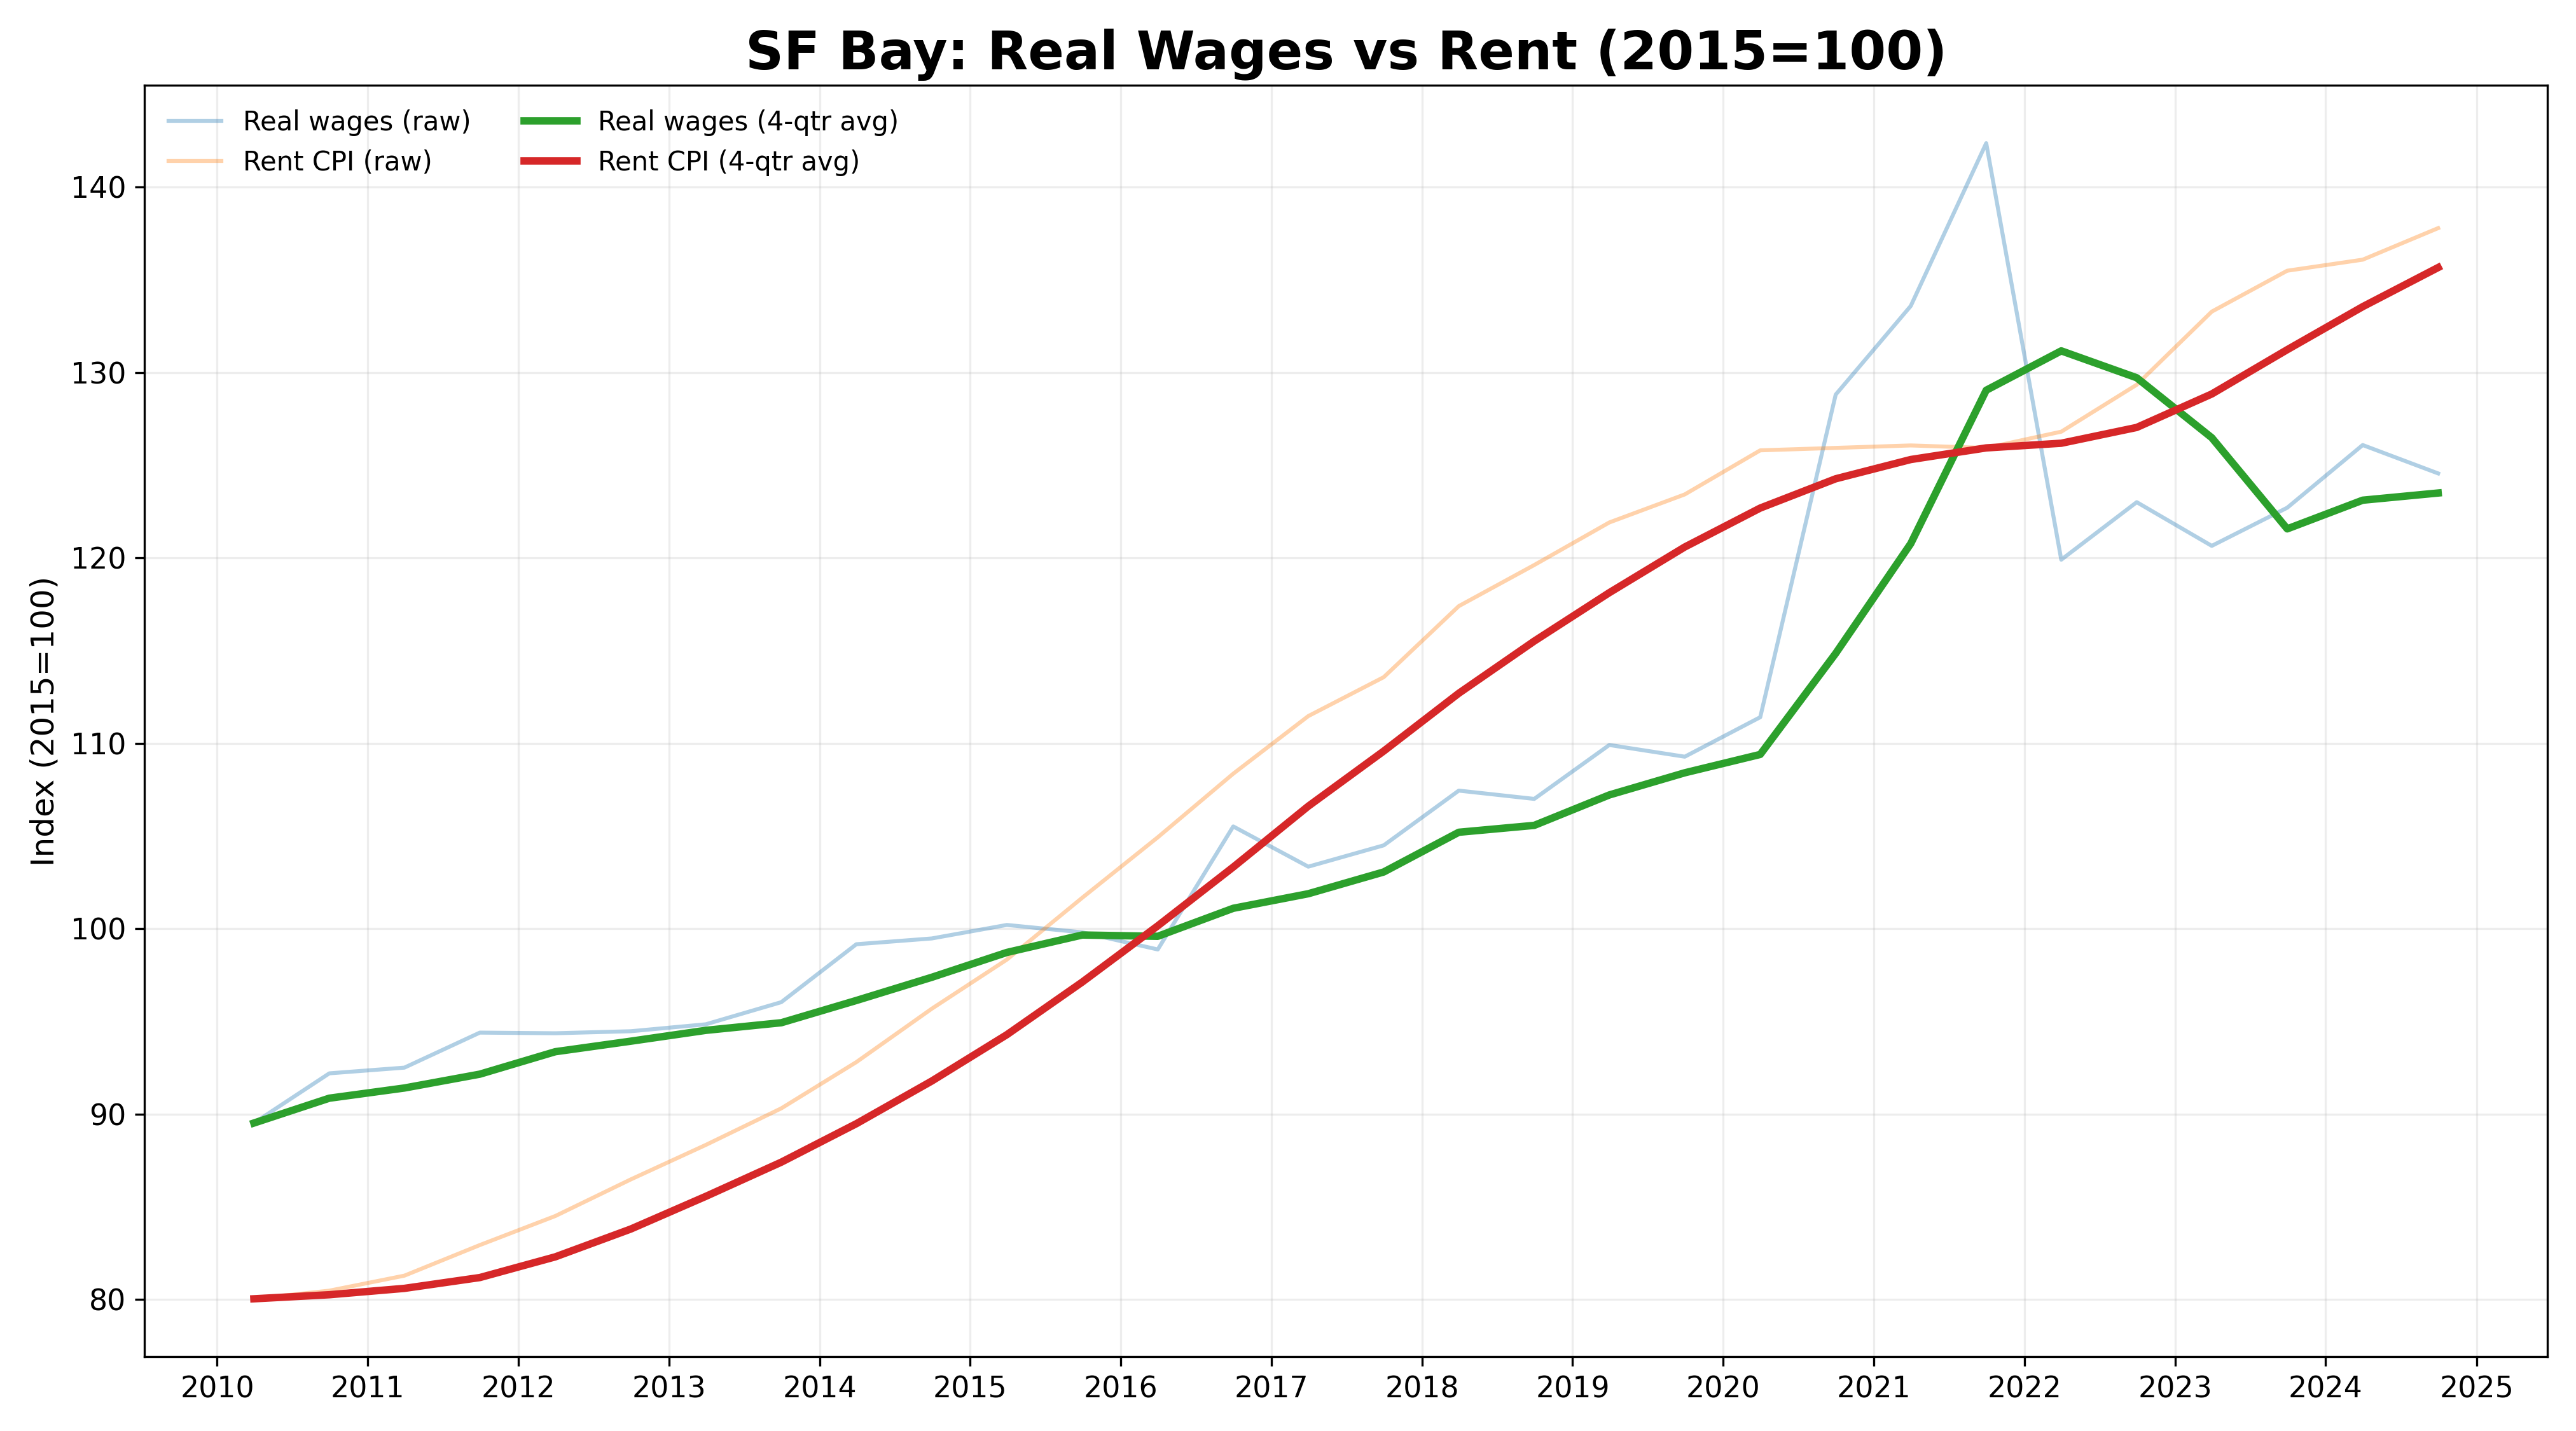 SF Bay: Real Wages vs Rent (2015=100)
Real wages (raw)
Rent CPI (raw)
Real wages (4-qtr avg)
Rent CPI (4-qtr avg)
Index (2015=100)
140
130
120
110
100
90
80
2010 2011 2012 2013 2014 2015 2016 2017 2018 2019 2020 2021 2022 2023 2024 2025